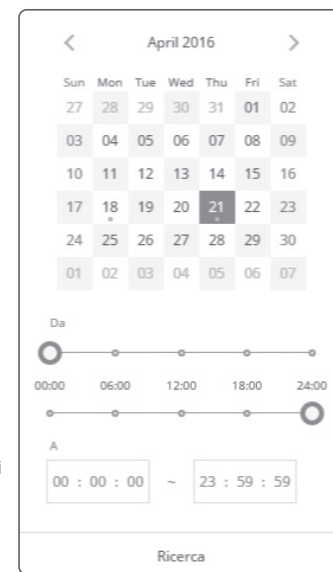 April 2016
Sun Mon Tue Wed Thu Fri Sat
27 28 29 30 31 01 02
03 04 05 06 07 08 09
10 11 12 13 14 15 16
17 18 19 20 21 22 23
24 25 26 27 28 29 30
01 02 03 04 05 06 07
Da
00:00 06:00 12:00 18:00 24:00
A
00 : 00 : 00 ~ 23 : 59 : 59
Ricerca